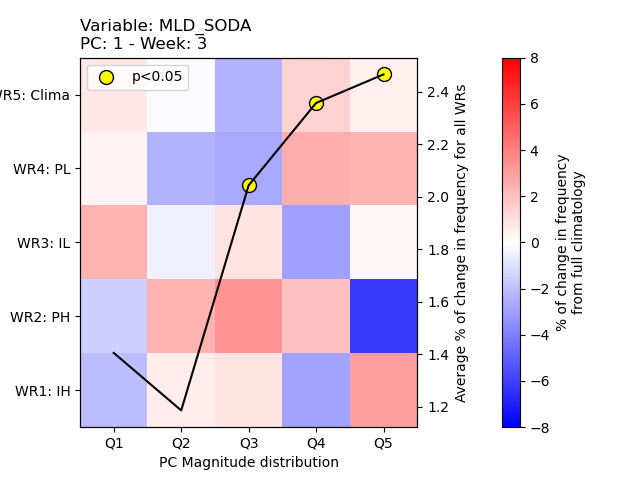 Variable: MLD_SODA
PC: 1 - Week: 3
p<0.05
WR5: Clima
WR4: PL
WR3: IL
WR2: PH
WR1: IH
Q1 Q2 Q3 Q4 Q5
PC Magnitude distribution
2.4
2.2
2.0
1.8
1.6
1.4
1.2
Average % of change in frequency for all WRs
8
6
4
2
0
−2
−4
−6
−8
% of change in frequency
from full climatology